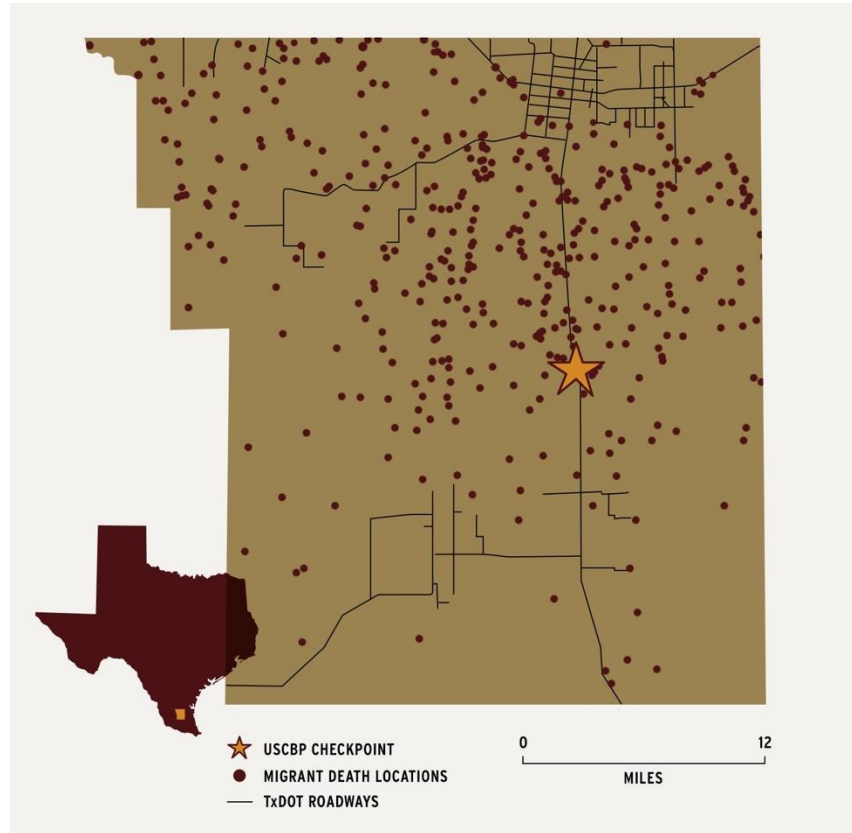 USCBP CHECKPOINT
MIGRANT DEATH LOCATIONS
TxDOT ROADWAYS
0 12
MILES